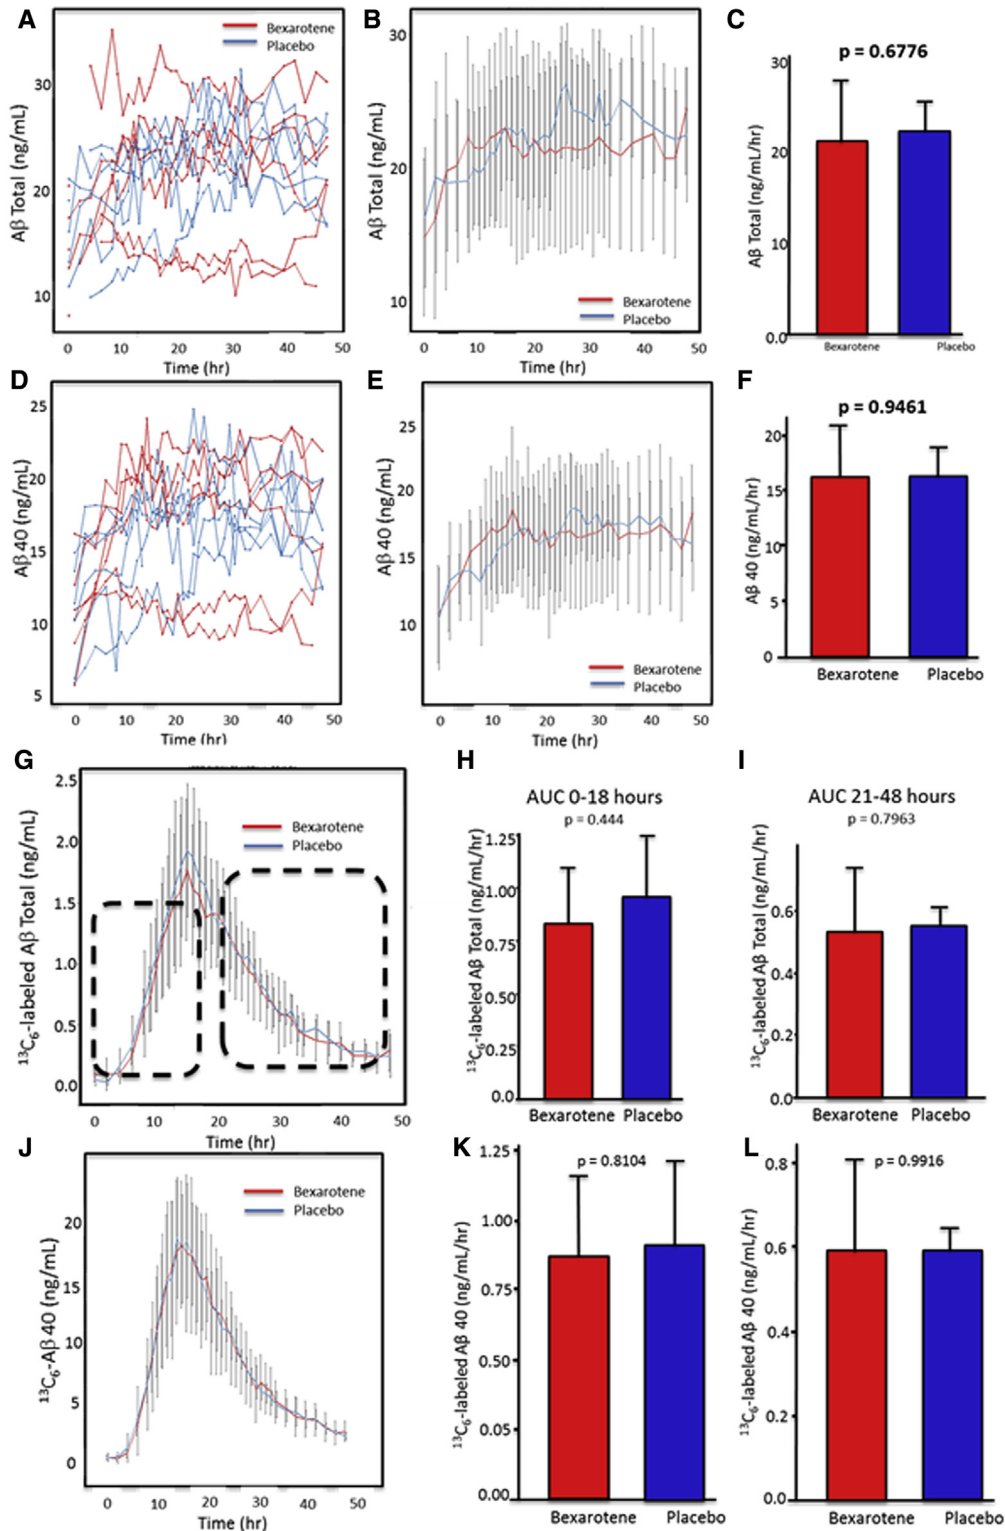 A
Bexarotene
Placebo
Aβ Total (ng/mL)
30
20
10
0 10 20 30 40 50
Time (hr)
B
Aβ Total (ng/mL)
30
20
10
Bexarotene
Placebo
0 10 20 30 40 50
Time (hr)
C
p = 0.6776
Aβ Total (ng/mL/hr)
30
20
10
0.0
Bexarotene Placebo
D
Aβ 40 (ng/mL)
25
20
15
10
5
0 10 20 30 40 50
Time (hr)
E
Aβ 40 (ng/mL)
25
20
15
10
Bexarotene
Placebo
0 10 20 30 40 50
Time (hr)
F
p = 0.9461
Aβ 40 (ng/mL/hr)
20
15
10
5
0
Bexarotene Placebo
G
¹³C₆-labeled Aβ Total (ng/mL)
2.5
2.0
1.5
1.0
0.5
0.0
Bexarotene
Placebo
0 10 20 30 40 50
Time (hr)
H
AUC 0-18 hours
p = 0.444
¹³C₆-labeled Aβ Total (ng/mL/hr)
1.25
1.00
0.75
0.50
0.25
0.0
Bexarotene Placebo
I
AUC 21-48 hours
p = 0.7963
¹³C₆-labeled Aβ Total (ng/mL/hr)
0.6
0.4
0.2
0.0
Bexarotene Placebo
J
¹³C₆-Aβ 40 (ng/mL)
20
15
10
5
0
Bexarotene
Placebo
0 10 20 30 40 50
Time (hr)
K
p = 0.8104
¹³C₆-labeled Aβ 40 (ng/mL/hr)
1.25
1.00
0.75
0.50
0.05
0.00
Bexarotene Placebo
L
p = 0.9916
¹³C₆-labeled Aβ 40 (ng/mL/hr)
0.8
0.6
0.4
0.2
0.0
Bexarotene Placebo